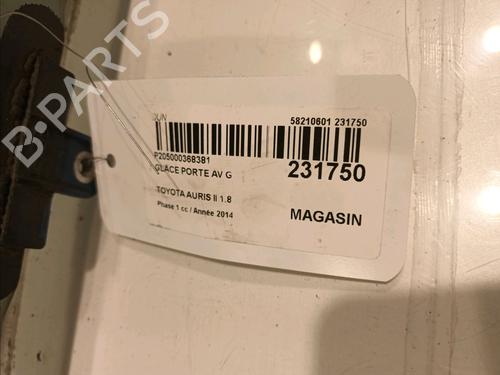 58210601 231750
P205000368381
GLACE PORTE AV G
231750
TOYOTA AURIS II 1.8
Phase 1 cc / Année 2014
MAGASIN
B-PARTS